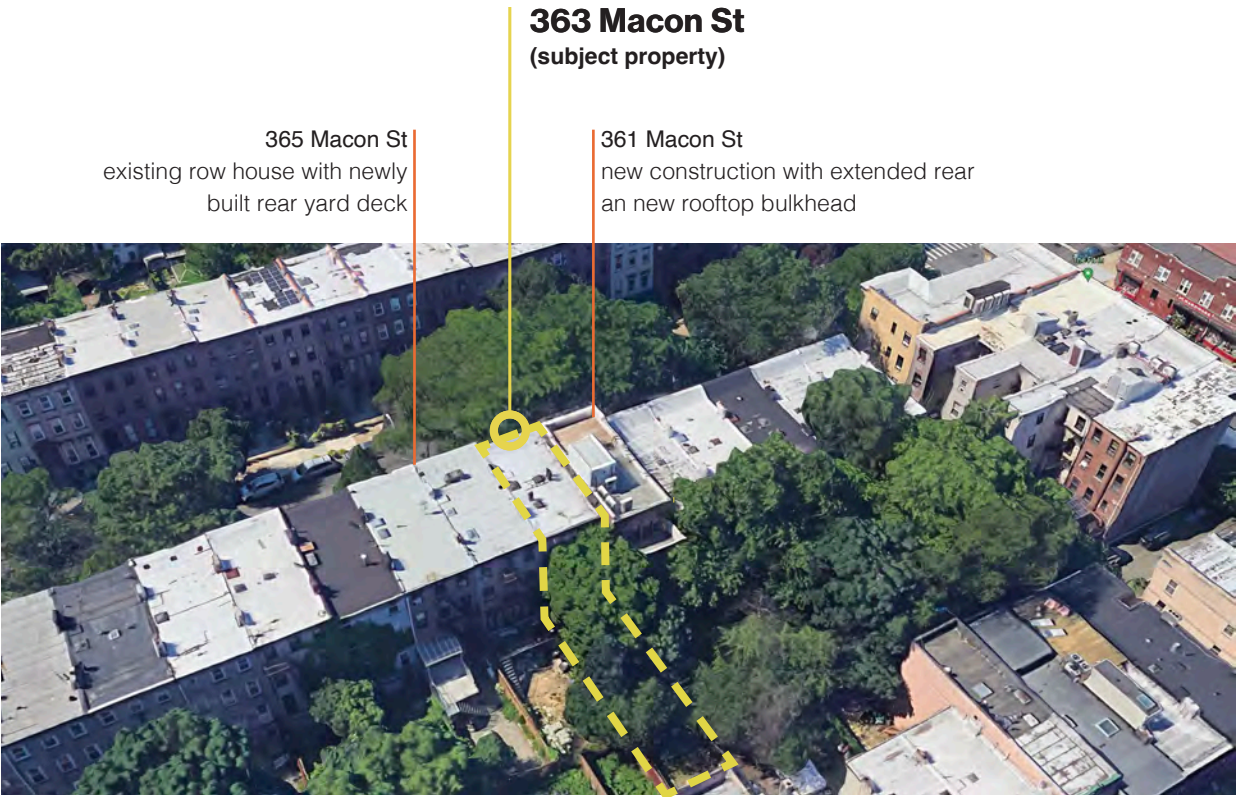 363 Macon St
(subject property)
365 Macon St
existing row house with newly
built rear yard deck
361 Macon St
new construction with extended rear
an new rooftop bulkhead